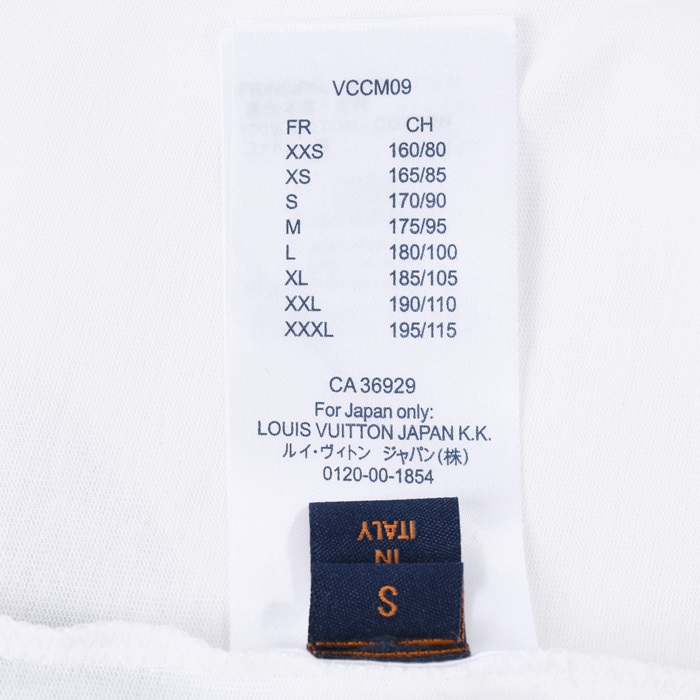 VCCM09
FR CH
XXS 160/80
XS 165/85
S 170/90
M 175/95
L 180/100
XL 185/105
XXL 190/110
XXXL 195/115
CA 36929
For Japan only:
LOUIS VUITTON JAPAN K.K.
ルイ・ヴィトン ジャパン(株)
0120-00-1854
IN
ITALY
S